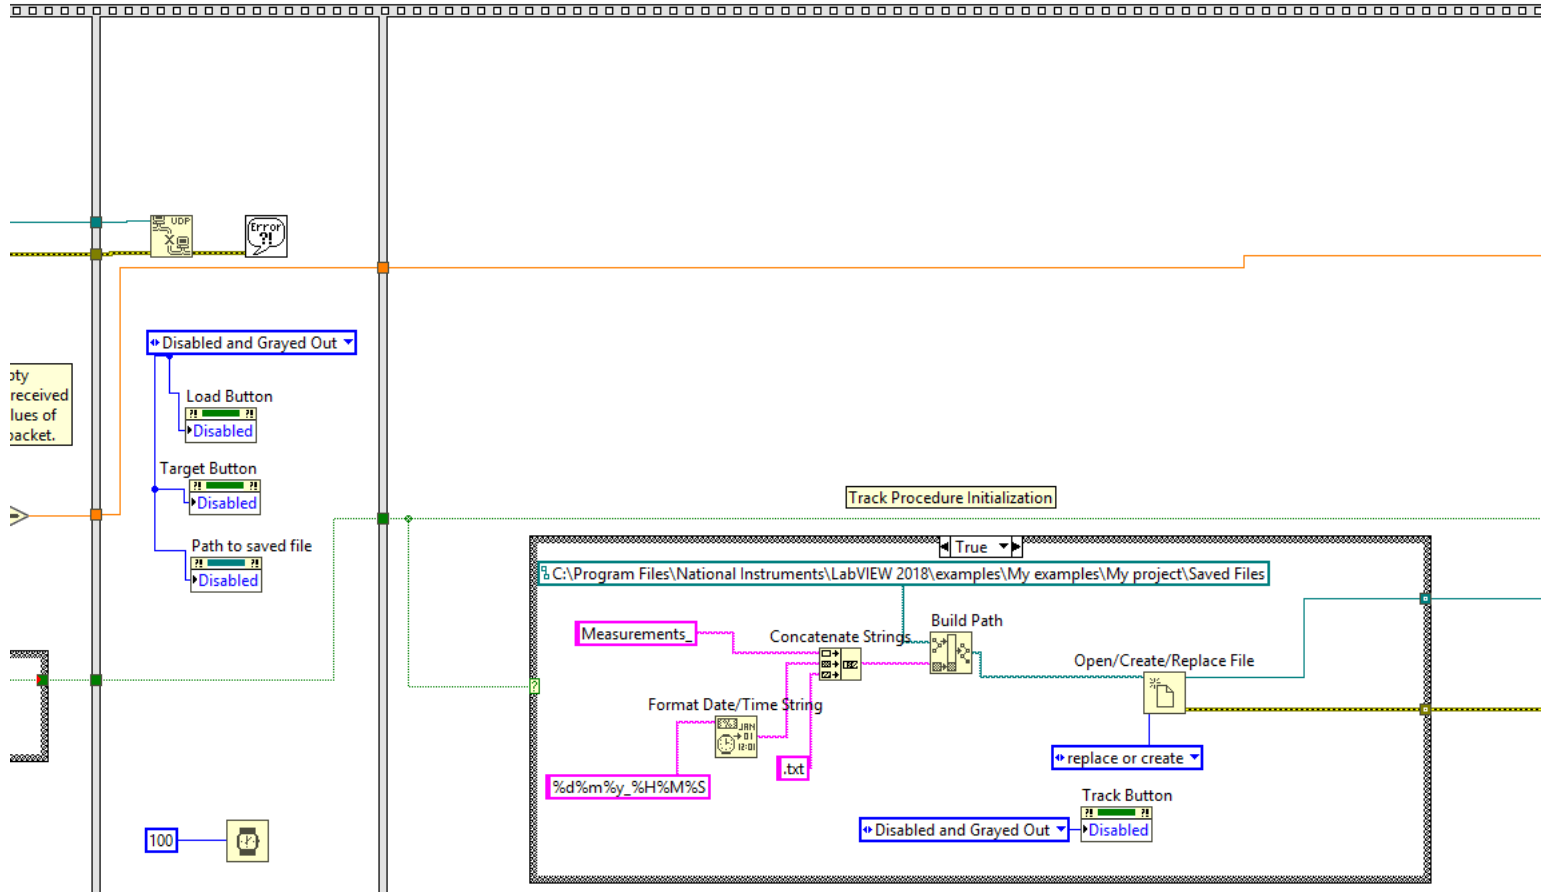 UDP
Error
?!
Disabled and Grayed Out
received
lues of
Load Button
?! ?!
Disabled
Target Button
?! ?!
Disabled
Path to saved file
?! ?!
Disabled
100
Track Procedure Initialization
True
C:\Program Files\National Instruments\LabVIEW 2018\examples\My examples\My project\Saved Files
Measurements_
Concatenate Strings
Build Path
Open/Create/Replace File
Format Date/Time String
JAN
01
12:01
?
.txt
%d%m%y_%H%M%S
replace or create
Track Button
?! ?!
Disabled and Grayed Out
Disabled